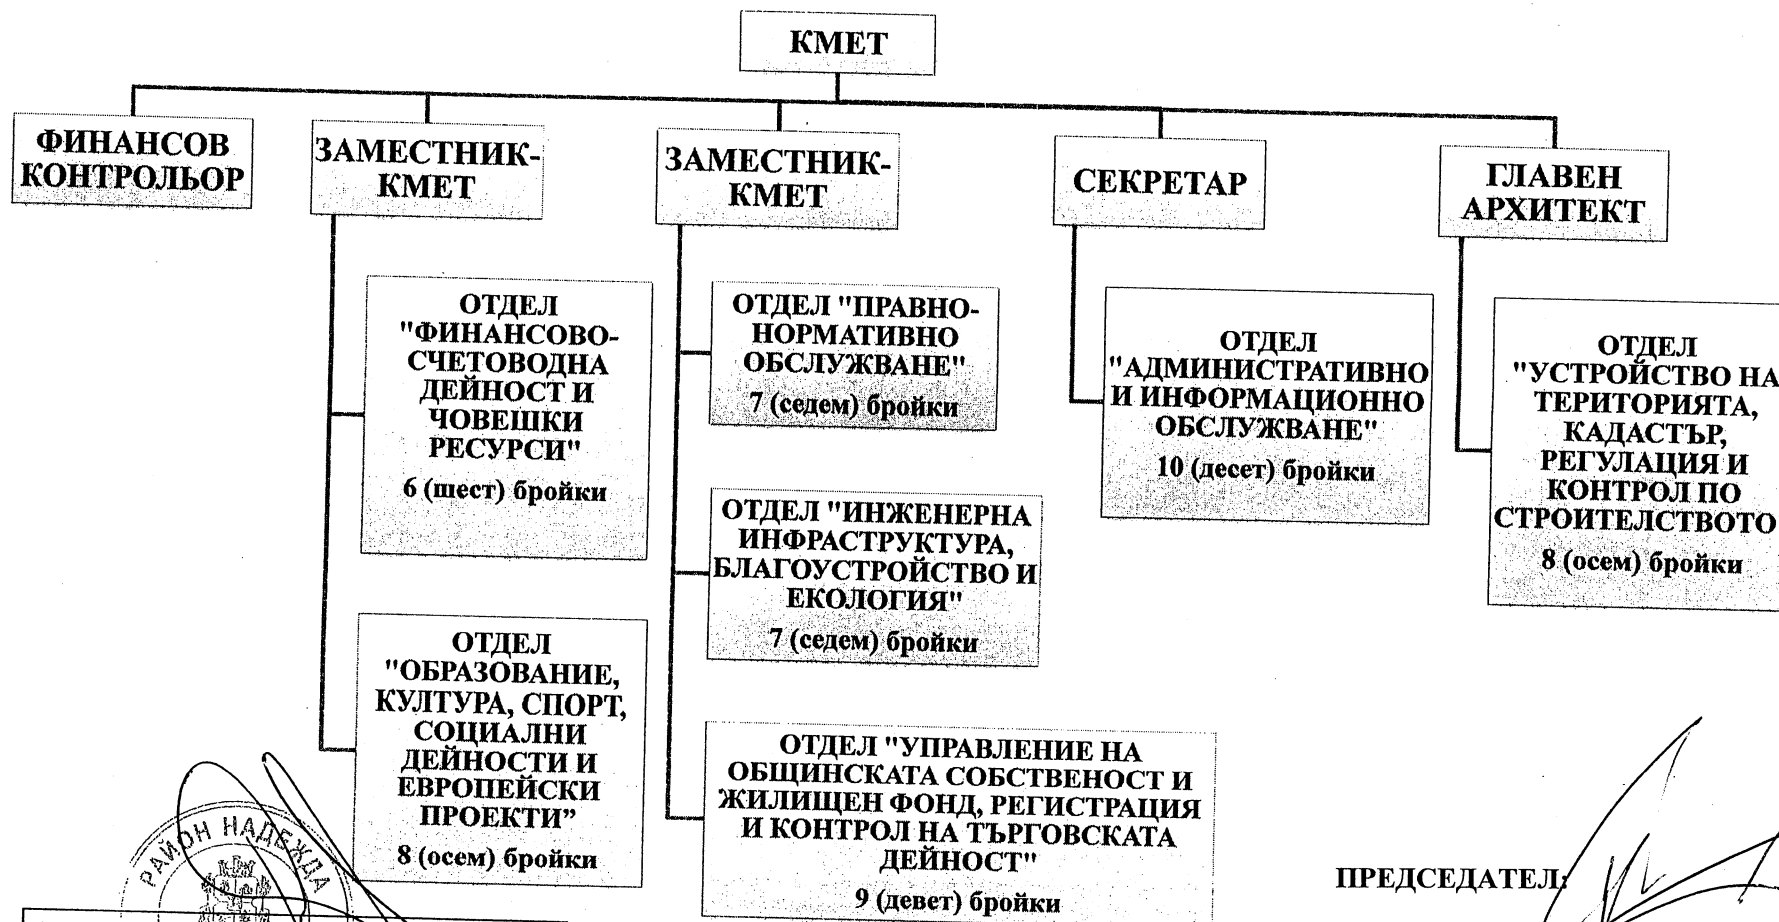 КМЕТ
ФИНАНСОВ
КОНТРОЛЬОР
ЗАМЕСТНИК-
КМЕТ
ЗАМЕСТНИК-
КМЕТ
СЕКРЕТАР
ГЛАВЕН
АРХИТЕКТ
ОТДЕЛ
"ФИНАНСОВО-
СЧЕТОВОДНА
ДЕЙНОСТ И
ЧОВЕШКИ
РЕСУРСИ"
6 (шест) бройки
ОТДЕЛ
"ОБРАЗОВАНИЕ,
КУЛТУРА, СПОРТ,
СОЦИАЛНИ
ДЕЙНОСТИ И
ЕВРОПЕЙСКИ
ПРОЕКТИ”
8 (осем) бройки
ОТДЕЛ "ПРАВНО-
НОРМАТИВНО
ОБСЛУЖВАНЕ"
7 (седем) бройки
ОТДЕЛ "ИНЖЕНЕРНА
ИНФРАСТРУКТУРА,
БЛАГОУСТРОЙСТВО И
ЕКОЛОГИЯ"
7 (седем) бройки
ОТДЕЛ "УПРАВЛЕНИЕ НА
ОБЩИНСКАТА СОБСТВЕНОСТ И
ЖИЛИЩЕН ФОНД, РЕГИСТРАЦИЯ
И КОНТРОЛ НА ТЪРГОВСКАТА
ДЕЙНОСТ"
9 (девет) бройки
ОТДЕЛ
"АДМИНИСТРАТИВНО
И ИНФОРМАЦИОННО
ОБСЛУЖВАНЕ"
10 (десет) бройки
ОТДЕЛ
"УСТРОЙСТВО НА
ТЕРИТОРИЯТА,
КАДАСТЪР,
РЕГУЛАЦИЯ И
КОНТРОЛ ПО
СТРОИТЕЛСТВОТО
8 (осем) бройки
РАЙОН НАДЕЖДА
ПРЕДСЕДАТЕЛ: